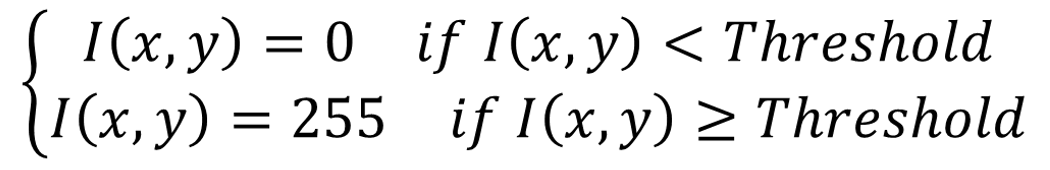 I(x, y) = 0 if I(x, y) < Threshold
I(x, y) = 255 if I(x, y) ≥ Threshold